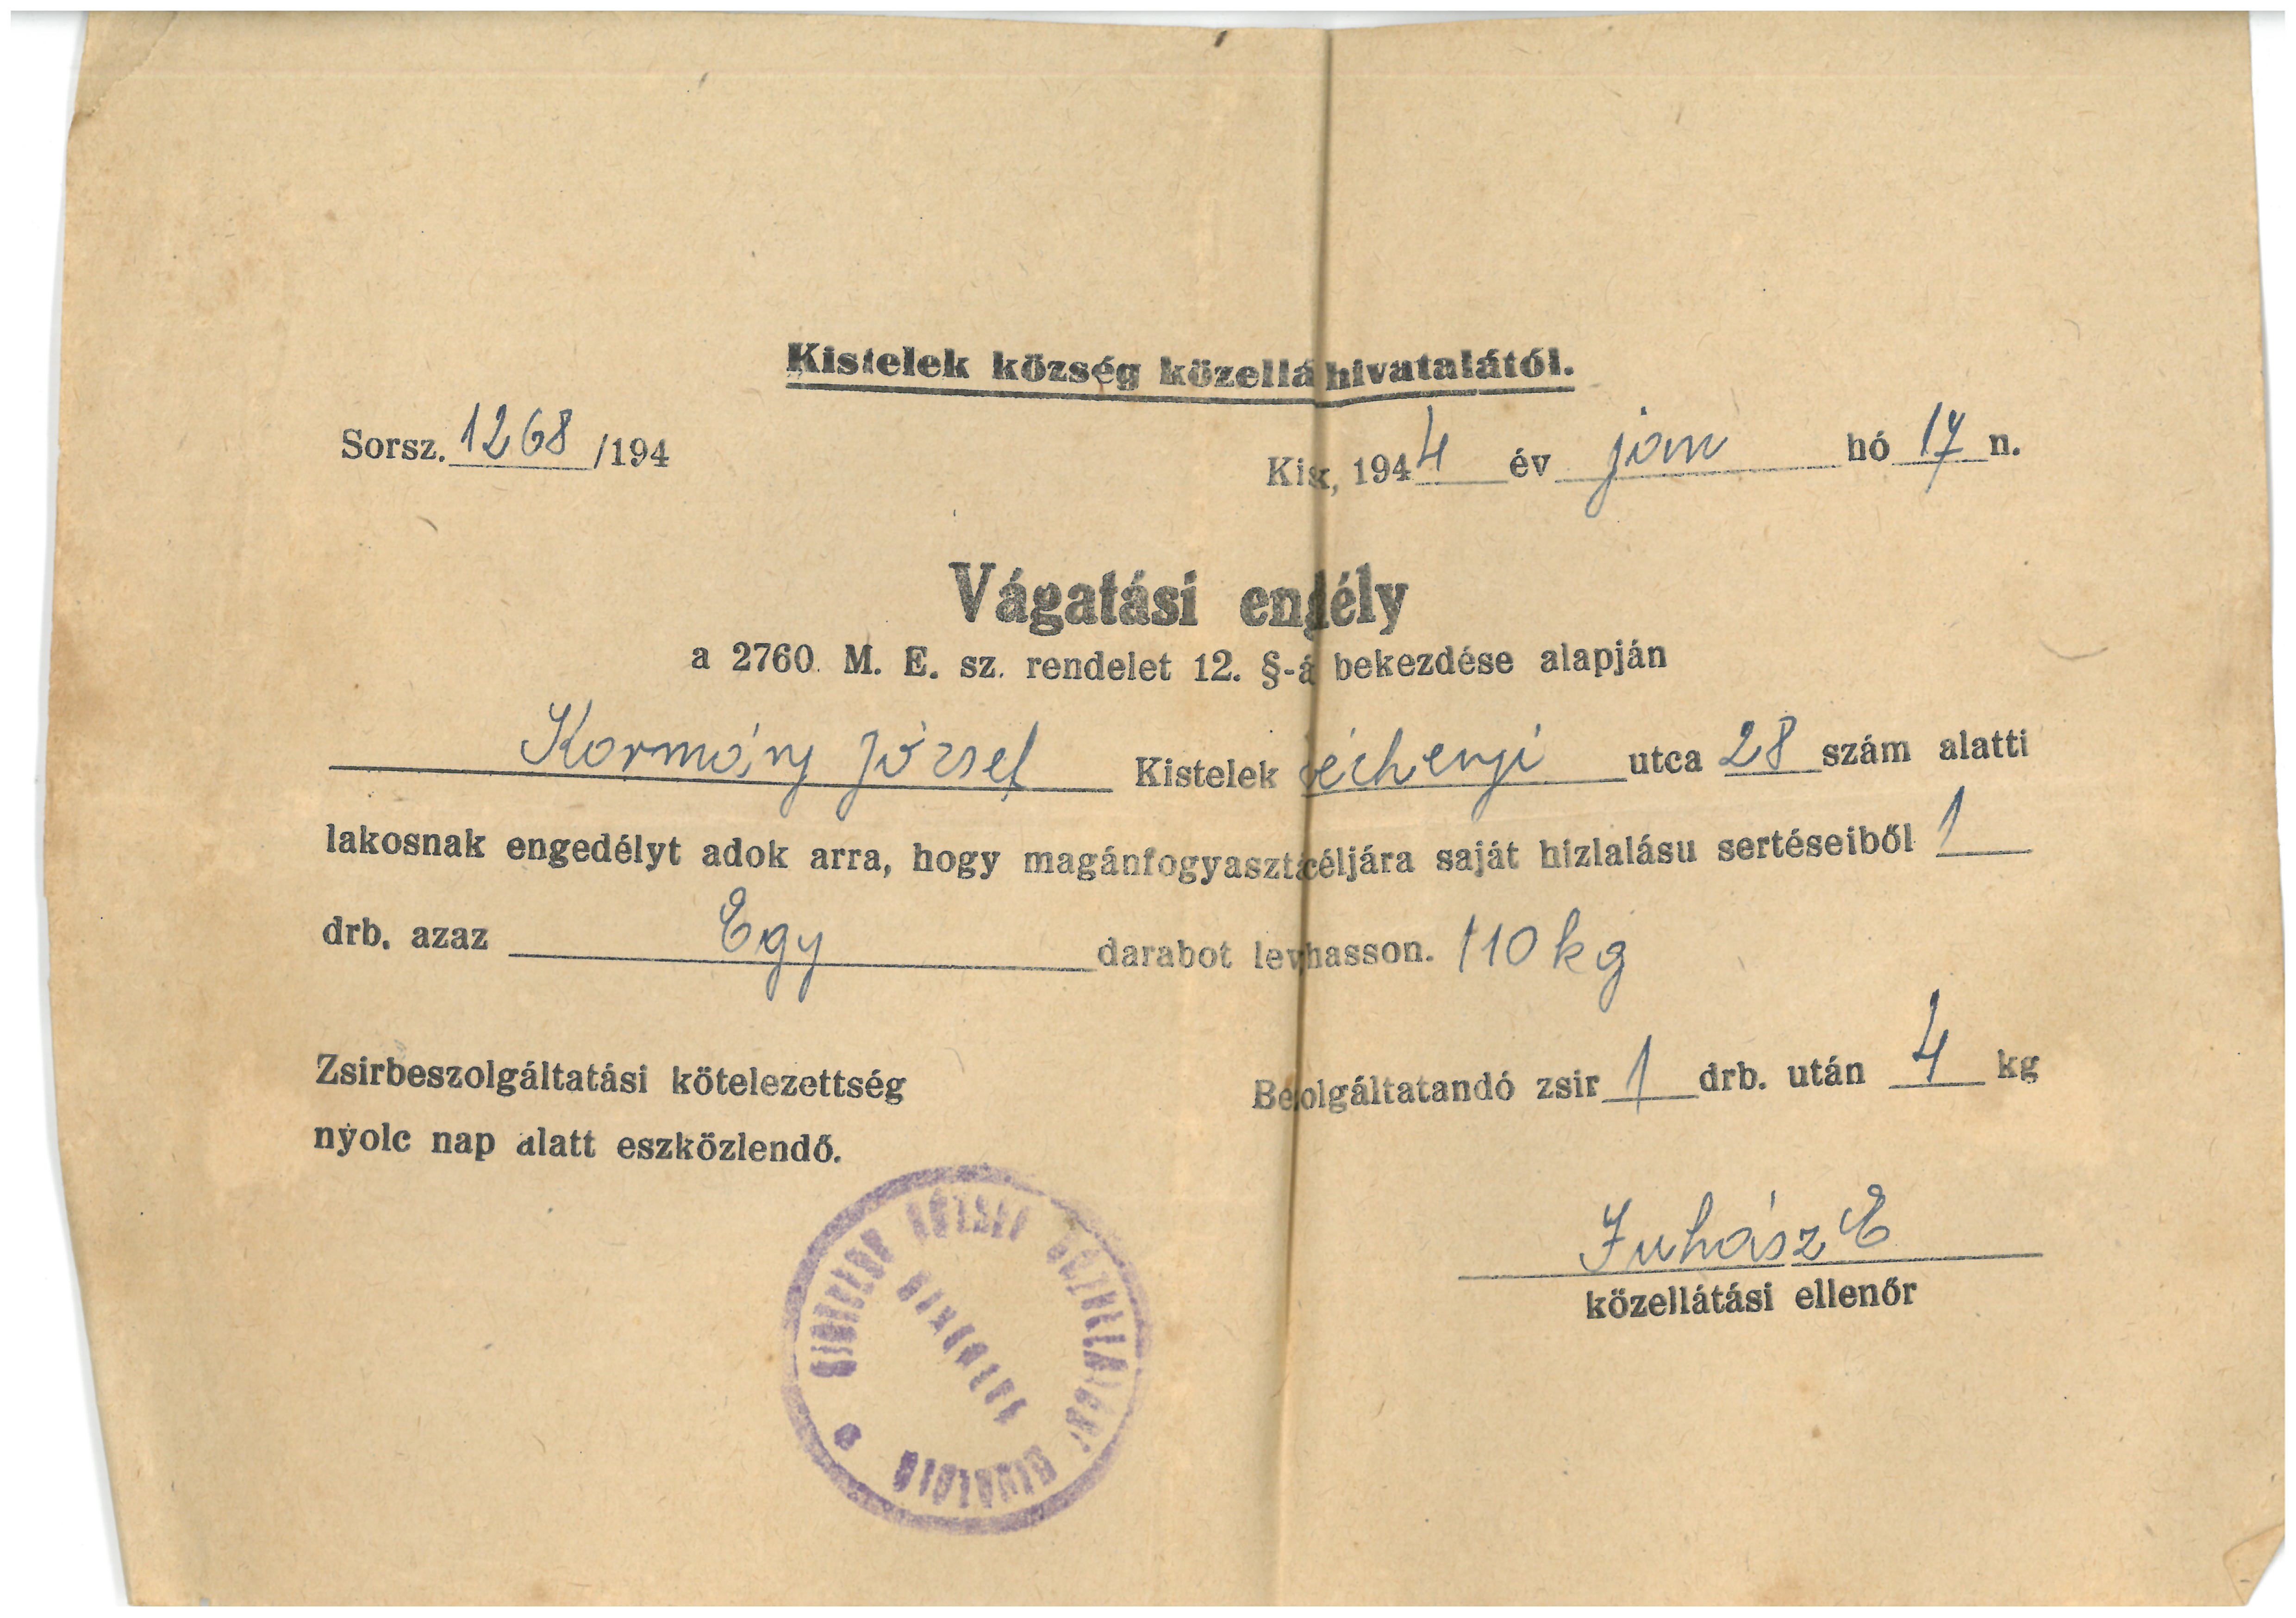 Kistelek község közellá hivatalától.
Sorsz. 1268 /194
Kis, 1944 év jan hó 17 n.
Vágatási engély
a 2760. M. E. sz. rendelet 12. §-á bekezdése alapján
Kormány József Kistelek échenyi utca 28 szám alatti
lakosnak engedélyt adok arra, hogy magánfogyaszt céljára saját hizlalásu sertéseiből 1
drb. azaz Egy darabot levhasson. 110 kg
Zsirbeszolgáltatási kötelezettség
nyolc nap alatt eszközlendő.
Beolgáltatandó zsir 1 drb. után 4 kg
Juhász E
közellátási ellenőr